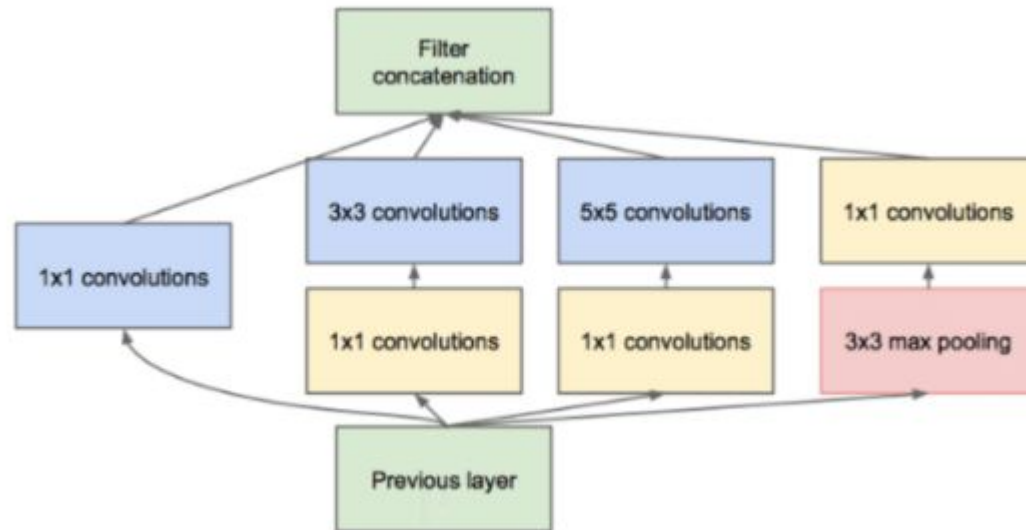 Filter
concatenation
3x3 convolutions
5x5 convolutions
1x1 convolutions
1x1 convolutions
1x1 convolutions
1x1 convolutions
3x3 max pooling
Previous layer